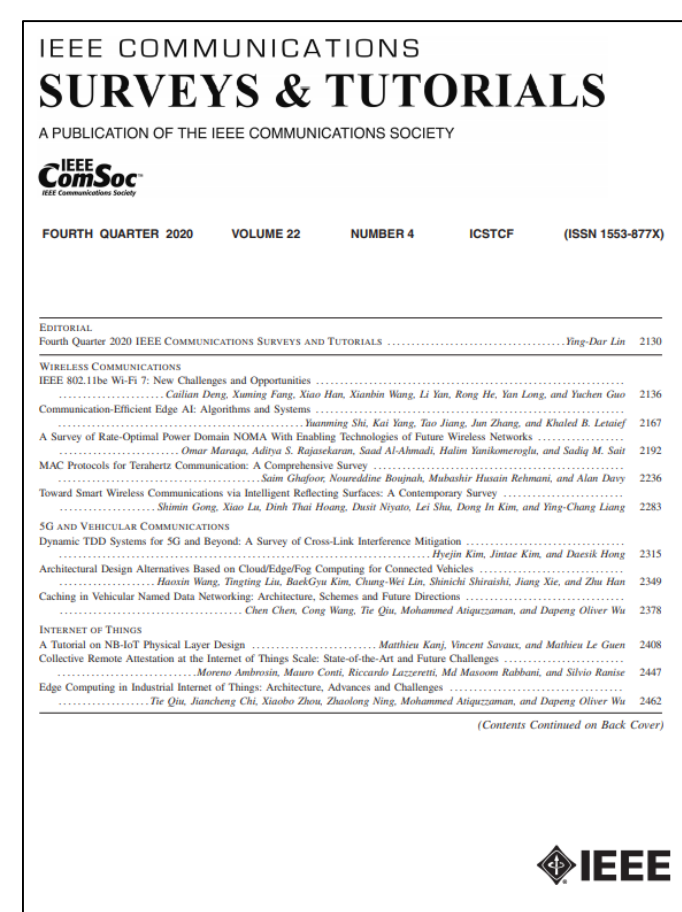 IEEE COMMUNICATIONS
SURVEYS & TUTORIALS
A PUBLICATION OF THE IEEE COMMUNICATIONS SOCIETY
IEEE
ComSoc™
IEEE Communications Society
FOURTH QUARTER 2020 VOLUME 22 NUMBER 4 ICSTCF (ISSN 1553-877X)
EDITORIAL
Fourth Quarter 2020 IEEE COMMUNICATIONS SURVEYS AND TUTORIALS ..................................... Ying-Dar Lin 2130
WIRELESS COMMUNICATIONS
IEEE 802.11be Wi-Fi 7: New Challenges and Opportunities ................................................................
...................... Cailian Deng, Xuming Fang, Xiao Han, Xianbin Wang, Li Yan, Rong He, Yan Long, and Yuchen Guo 2136
Communication-Efficient Edge AI: Algorithms and Systems ................................................................
................................................... Yuanming Shi, Kai Yang, Tao Jiang, Jun Zhang, and Khaled B. Letaief 2167
A Survey of Rate-Optimal Power Domain NOMA With Enabling Technologies of Future Wireless Networks ..................
......................... Omar Maraqa, Aditya S. Rajasekaran, Saad Al-Ahmadi, Halim Yanikomeroglu, and Sadiq M. Sait 2192
MAC Protocols for Terahertz Communication: A Comprehensive Survey ....................................................
.......................................... Saim Ghafoor, Noureddine Boujnah, Mubashir Husain Rehmani, and Alan Davy 2236
Toward Smart Wireless Communications via Intelligent Reflecting Surfaces: A Contemporary Survey .........................
.................... Shimin Gong, Xiao Lu, Dinh Thai Hoang, Dusit Niyato, Lei Shu, Dong In Kim, and Ying-Chang Liang 2283
5G AND VEHICULAR COMMUNICATIONS
Dynamic TDD Systems for 5G and Beyond: A Survey of Cross-Link Interference Mitigation .................................
............................................................................. Hyejin Kim, Jintae Kim, and Daesik Hong 2315
Architectural Design Alternatives Based on Cloud/Edge/Fog Computing for Connected Vehicles ..............................
.................... Haoxin Wang, Tingting Liu, BaekGyu Kim, Chung-Wei Lin, Shinichi Shiraishi, Jiang Xie, and Zhu Han 2349
Caching in Vehicular Named Data Networking: Architecture, Schemes and Future Directions .................................
...................................... Chen Chen, Cong Wang, Tie Qiu, Mohammed Atiquzzaman, and Dapeng Oliver Wu 2378
INTERNET OF THINGS
A Tutorial on NB-IoT Physical Layer Design .......................... Matthieu Kanj, Vincent Savaux, and Mathieu Le Guen 2408
Collective Remote Attestation at the Internet of Things Scale: State-of-the-Art and Future Challenges .........................
............................. Moreno Ambrosin, Mauro Conti, Riccardo Lazzeretti, Md Masoom Rabbani, and Silvio Ranise 2447
Edge Computing in Industrial Internet of Things: Architecture, Advances and Challenges ....................................
................... Tie Qiu, Jiancheng Chi, Xiaobo Zhou, Zhaolong Ning, Mohammed Atiquzzaman, and Dapeng Oliver Wu 2462
(Contents Continued on Back Cover)
IEEE